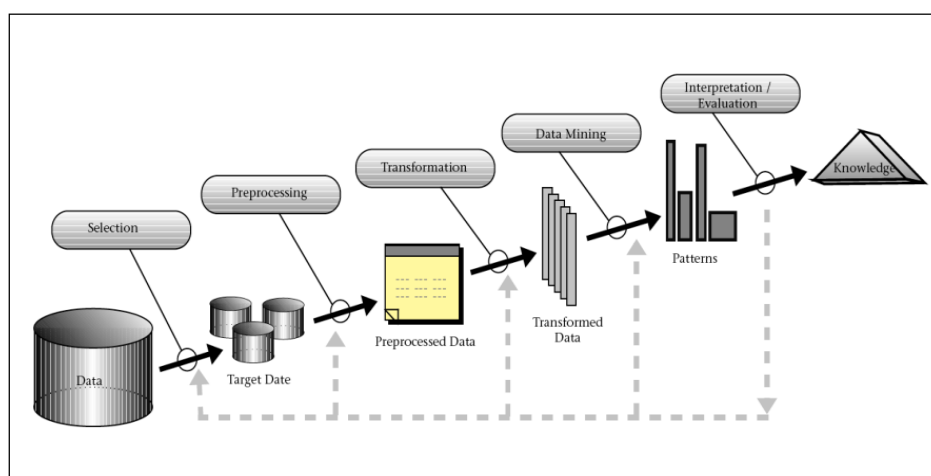 Interpretation /
Evaluation
Data Mining
Transformation
Preprocessing
Selection
Knowledge
Patterns
Transformed
Data
Preprocessed Data
Target Date
Data